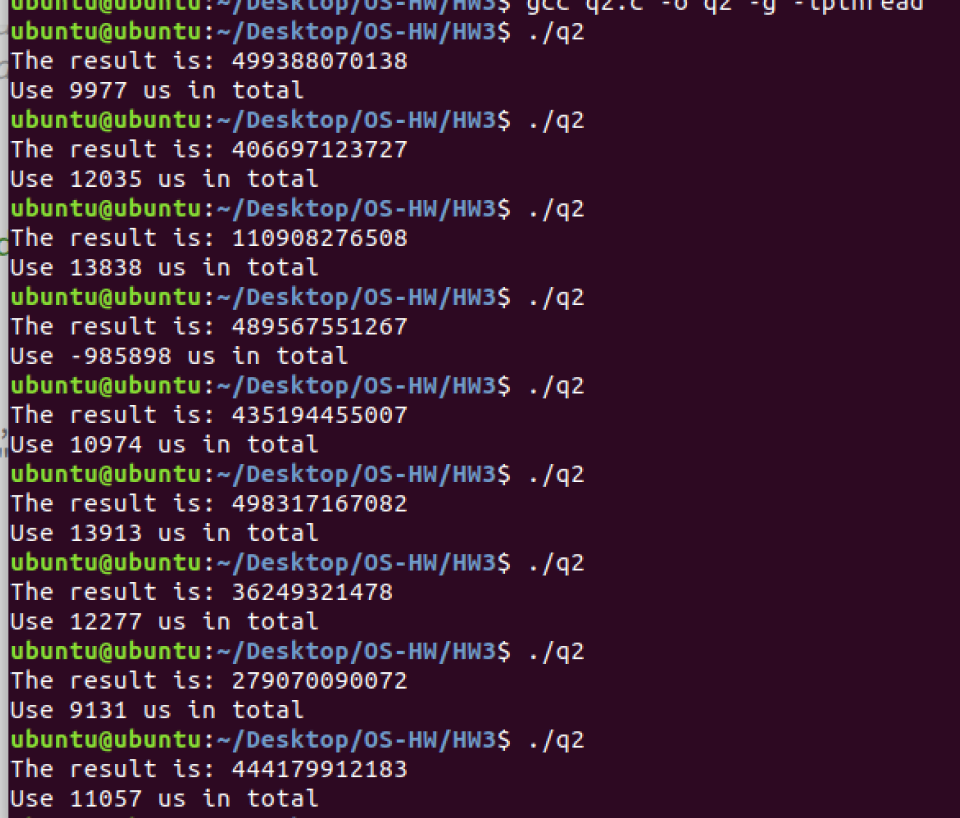 ubuntu@ubuntu:~/Desktop/OS-HW/HW3$ gcc q2.c -o q2 -g -lpthread
ubuntu@ubuntu:~/Desktop/OS-HW/HW3$ ./q2
The result is: 499388070138
Use 9977 us in total
ubuntu@ubuntu:~/Desktop/OS-HW/HW3$ ./q2
The result is: 406697123727
Use 12035 us in total
ubuntu@ubuntu:~/Desktop/OS-HW/HW3$ ./q2
The result is: 110908276508
Use 13838 us in total
ubuntu@ubuntu:~/Desktop/OS-HW/HW3$ ./q2
The result is: 489567551267
Use -985898 us in total
ubuntu@ubuntu:~/Desktop/OS-HW/HW3$ ./q2
The result is: 435194455007
Use 10974 us in total
ubuntu@ubuntu:~/Desktop/OS-HW/HW3$ ./q2
The result is: 498317167082
Use 13913 us in total
ubuntu@ubuntu:~/Desktop/OS-HW/HW3$ ./q2
The result is: 36249321478
Use 12277 us in total
ubuntu@ubuntu:~/Desktop/OS-HW/HW3$ ./q2
The result is: 279070090072
Use 9131 us in total
ubuntu@ubuntu:~/Desktop/OS-HW/HW3$ ./q2
The result is: 444179912183
Use 11057 us in total